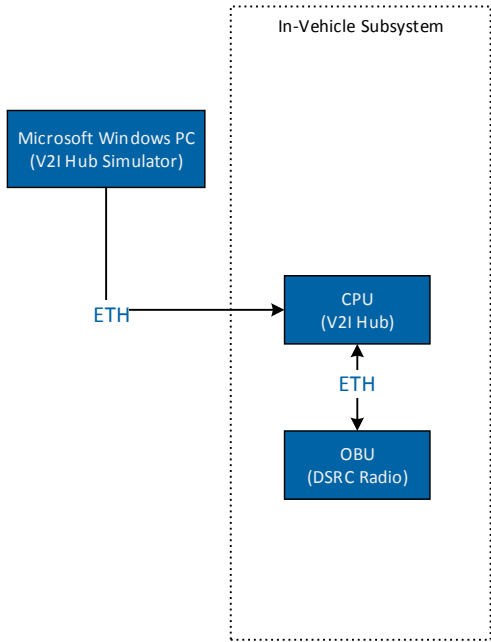 In-Vehicle Subsystem
Microsoft Windows PC
(V2I Hub Simulator)
ETH
CPU
(V2I Hub)
ETH
OBU
(DSRC Radio)